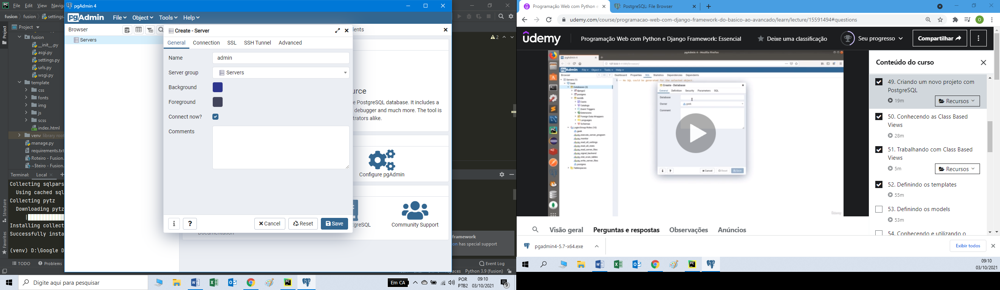 File Edit View Naviga
fusion fusion settings.
Project
Project
fusion
__init__.py
asgi.py
settings.py
urls.py
wsgi.py
template
css
fonts
img
js
scss
index.html
venv library root
manage.py
requirements.txt
Roteiro - Fusion.
~$teiro - Fusion.
Terminal: Local × +
Collecting sqlpars
Using cached sql
Collecting pytz
Downloading pytz
Installing collect
Successfully insta
(venv) D:\Google D
Structure
Favorites
TODO Problems
pgAdmin 4
pgAdmin File Object Tools Help
Browser
Servers
Create - Server
General Connection SSL SSH Tunnel Advanced
Name admin
Server group Servers
Background
Foreground
Connect now?
Comments
i ? Cancel Reset Save
ents
urce
e PostgreSQL database. It includes a
debugger and much more. The tool is
trators alike.
Configure pgAdmin
tgreSQL
Community Support
Documentation
2
framework
on has special support
Event Log
paces Python 3.9 (fusion)
Digite aqui para pesquisar
Em CA
POR
PTB2
09:10
03/10/2021
9
Programação Web com Python e
PostgreSQL: File Browser
udemy.com/course/programacao-web-com-django-framework-do-basico-ao-avancado/learn/lecture/15591494#questions
O
udemy
Programação Web com Python e Django Framework: Essencial
Deixe uma classificação
Seu progresso
Compartilhar
pgAdmin 4 - Mozilla Firefox
pgAdmin 4
127.0.0.1
pgAdmin File Object Tools Help
Browser
Dashboard Properties SQL Statistics Dependencies Dependents
1 -- No SQL could be generated for the selected object.
Servers (1)
Geek
Databases (3)
django2
postgres
testdb
Casts
Catalogs
Event Triggers
Extensions
Foreign Data Wrappers
Languages
Schemas
Login/Group Roles (10)
geek
pg_execute_server_program
pg_monitor
pg_read_all_settings
pg_read_all_stats
pg_read_server_files
pg_signal_backend
pg_stat_scan_tables
pg_write_server_files
postgres
Tablespaces
Create - Database
General Definition Security Parameters SQL
Database
Owner geek
Comment
i ? Cancel Reset Save
Udemy
Conteúdo do curso
49. Criando um novo projeto com
PostgreSQL
19m
Recursos
50. Conhecendo as Class Based
Views
28m
51. Trabalhando com Class Based
Views
5m
Recursos
52. Definindo os templates
55m
53. Definindo os models
53m
54. Conhecendo e utilizando o
Visão geral Perguntas e respostas Observações Anúncios
pgadmin4-5.7-x64.exe
Exibir todos
09:10
03/10/2021